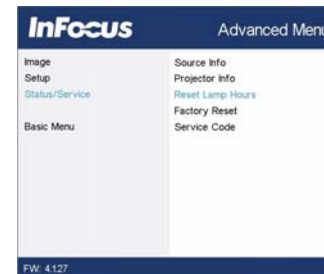 InFocus
Advanced Menu
Image
Setup
Status/Service
Basic Menu
Source Info
Projector Info
Reset Lamp Hours
Factory Reset
Service Code
FW: 4.127